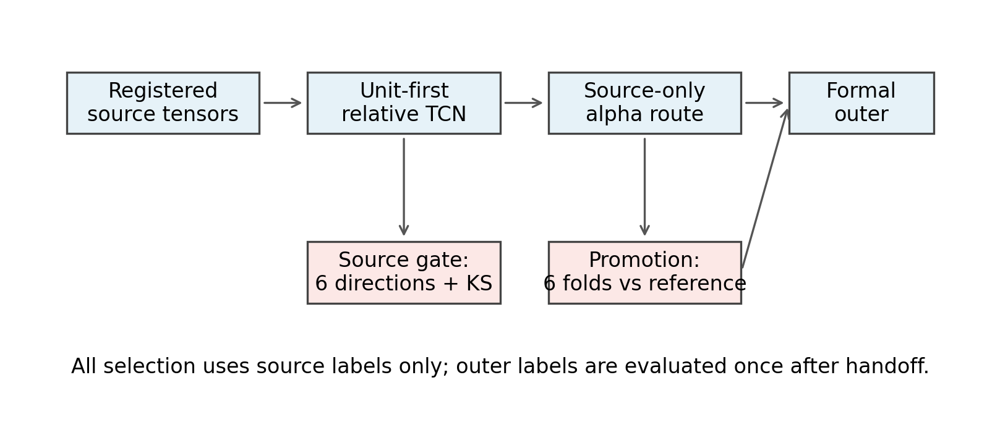 Registered
source tensors
Unit-first
relative TCN
Source-only
alpha route
Formal
outer
Source gate:
6 directions + KS
Promotion:
6 folds vs reference
All selection uses source labels only; outer labels are evaluated once after handoff.